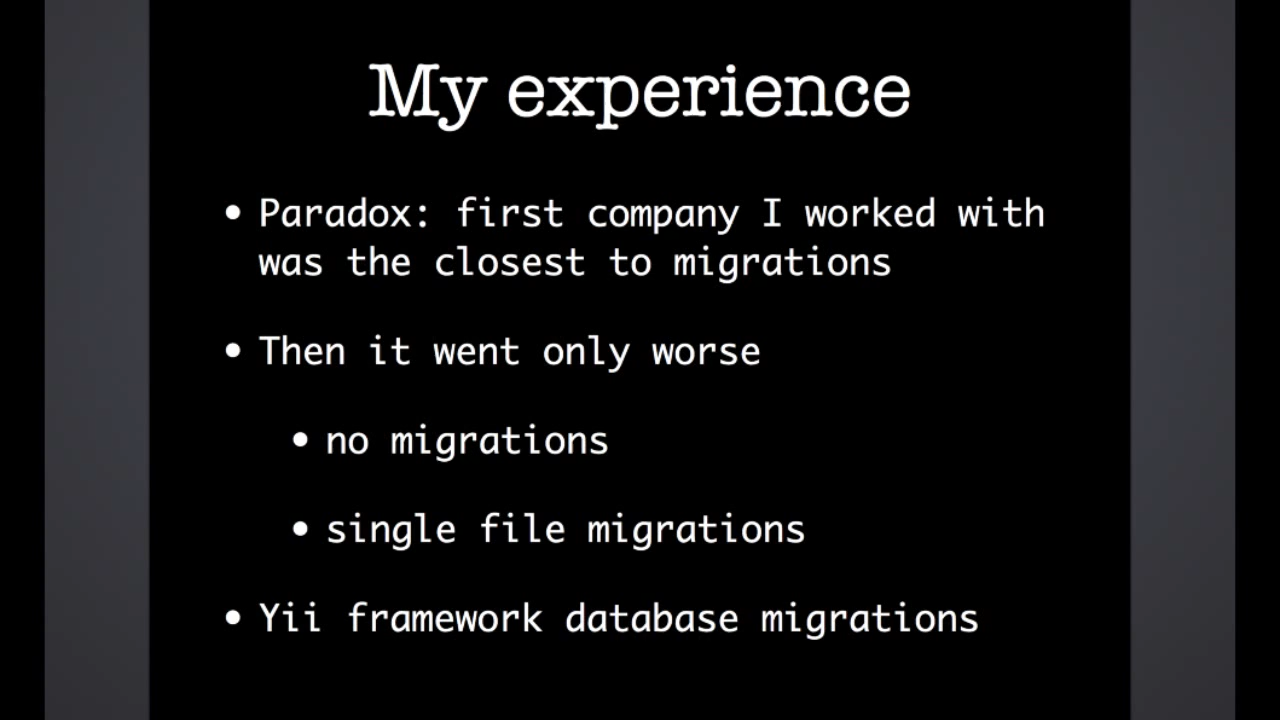 My experience
• Paradox: first company I worked with
was the closest to migrations
• Then it went only worse
• no migrations
• single file migrations
• Yii framework database migrations